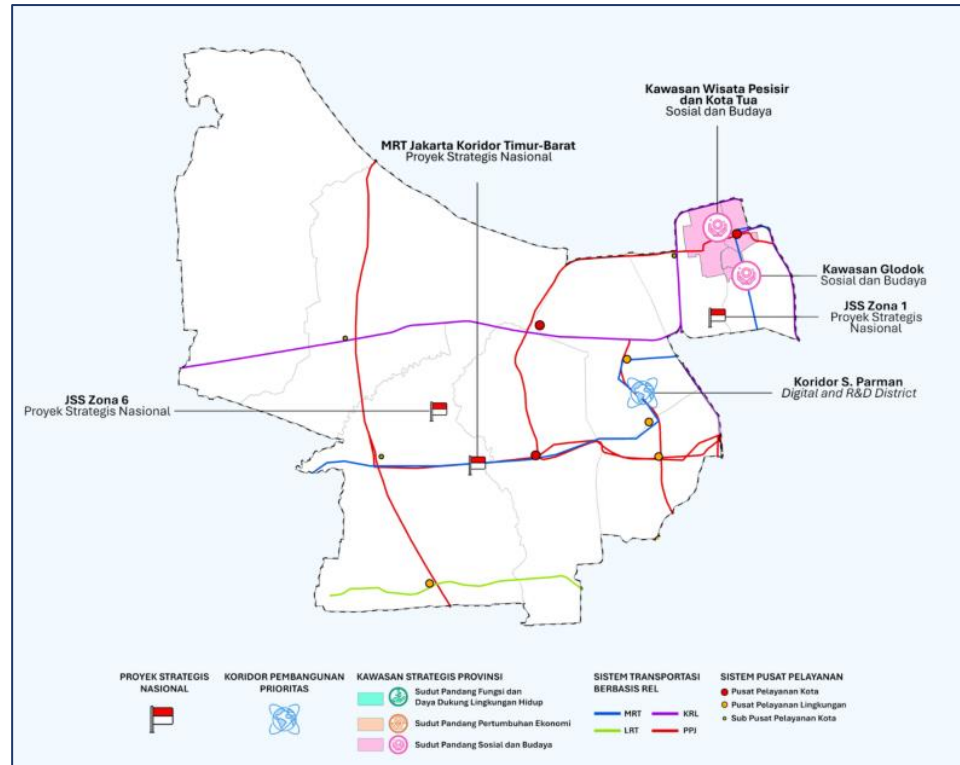 Kawasan Wisata Pesisir
dan Kota Tua
Sosial dan Budaya
MRT Jakarta Koridor Timur-Barat
Proyek Strategis Nasional
Kawasan Glodok
Sosial dan Budaya
JSS Zona 1
Proyek Strategis
Nasional
Koridor S. Parman
Digital and R&D District
JSS Zona 6
Proyek Strategis Nasional
PROYEK STRATEGIS
NASIONAL
KORIDOR PEMBANGUNAN
PRIORITAS
KAWASAN STRATEGIS PROVINSI
Sudut Pandang Fungsi dan
Daya Dukung Lingkungan Hidup
Sudut Pandang Pertumbuhan Ekonomi
Sudut Pandang Sosial dan Budaya
SISTEM TRANSPORTASI
BERBASIS REL
MRT
KRL
LRT
PPJ
SISTEM PUSAT PELAYANAN
Pusat Pelayanan Kota
Pusat Pelayanan Lingkungan
Sub Pusat Pelayanan Kota